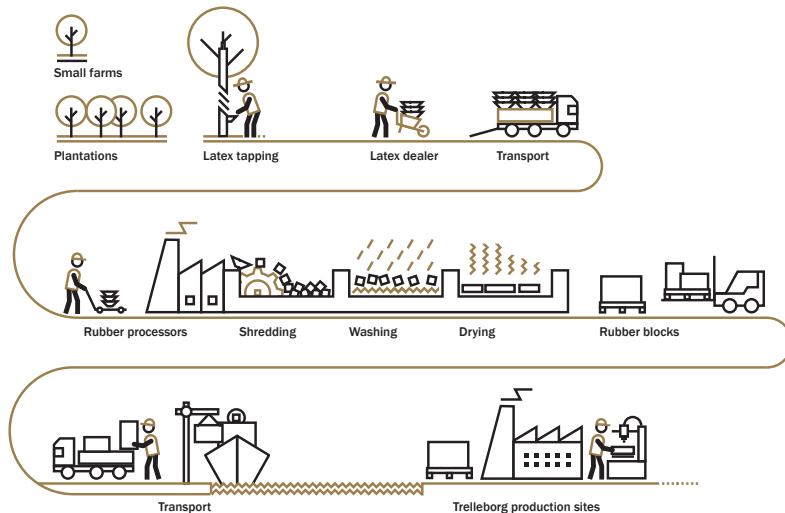 Small farms
Plantations
Latex tapping
Latex dealer
Transport
Rubber processors
Shredding
Washing
Drying
Rubber blocks
Transport
Trelleborg production sites